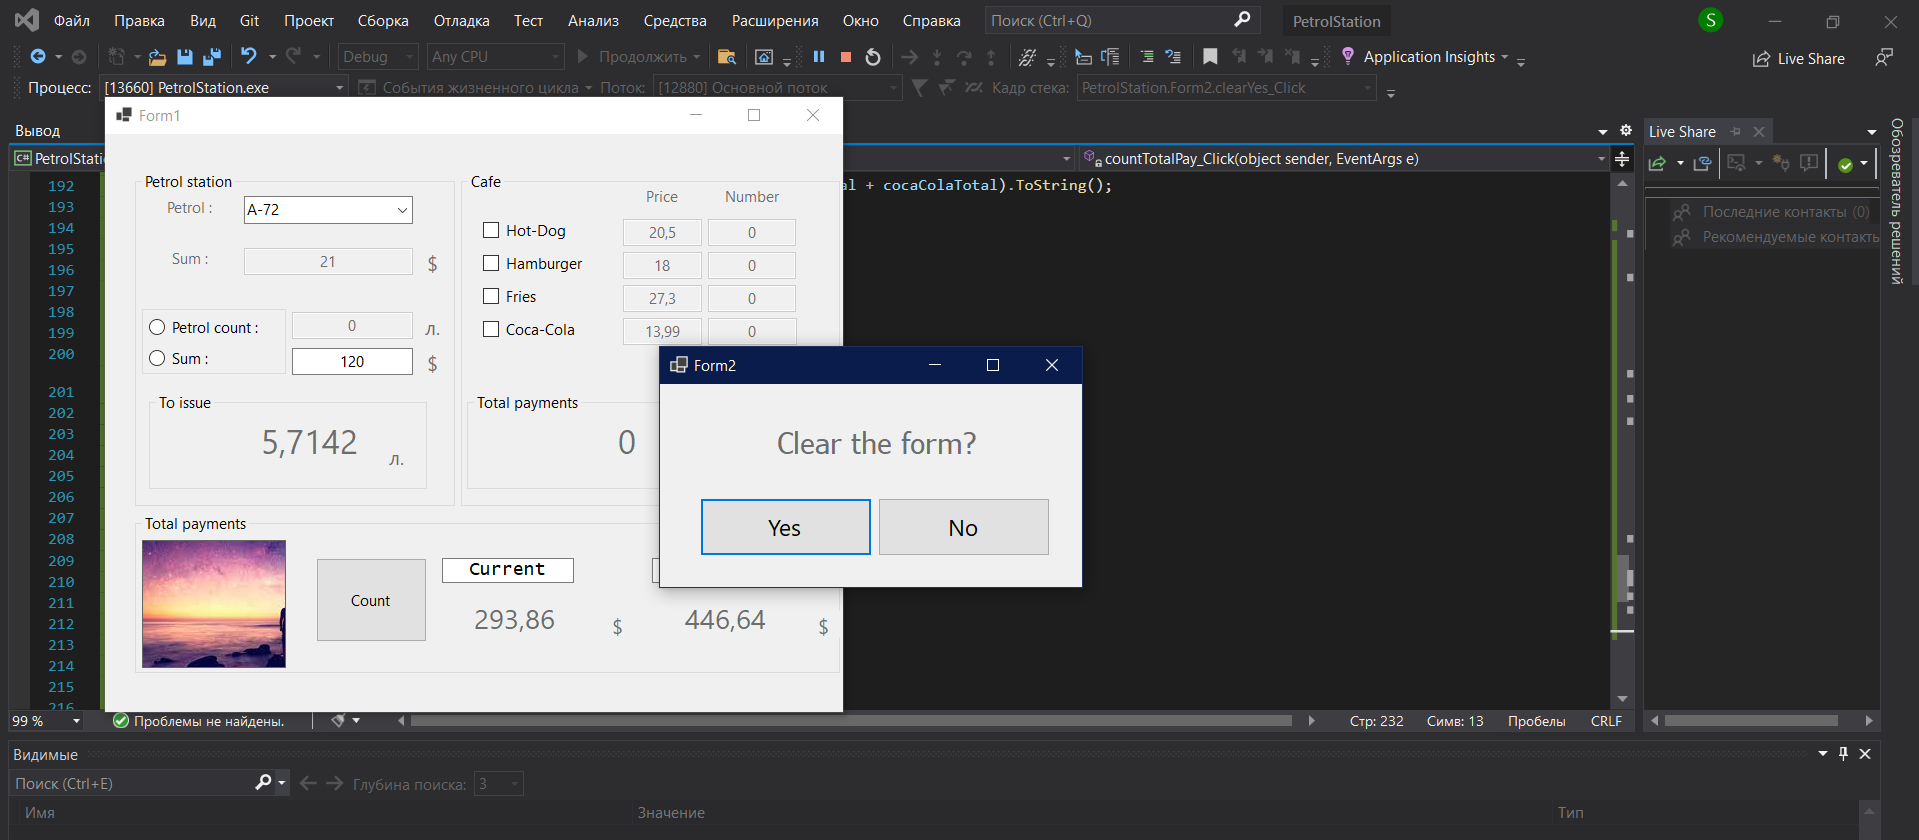 Файл Правка Вид Git Проект Сборка Отладка Тест Анализ Средства Расширения Окно Справка Поиск (Ctrl+Q) PetrolStation S
Debug Any CPU Продолжить Application Insights Live Share
Процесс: [13660] PetrolStation.exe События жизненного цикла Поток: [12880] Основной поток Кадр стека: PetrolStation.Form2.clearYes_Click
Вывод
C# PetrolStatio countTotalPay_Click(object sender, EventArgs e)
192 al + cocaColaTotal).ToString();
193
194
195
196
197
198
199
200
201
202
203
204
205
206
207
208
209
210
211
212
213
214
215
216
Form1
Petrol station
Petrol : A-72
Sum : 21 $
Petrol count : 0 л.
Sum : 120 $
To issue
5,7142 л.
Cafe
Price Number
Hot-Dog 20,5 0
Hamburger 18 0
Fries 27,3 0
Coca-Cola 13,99 0
Total payments
0
Total payments
Count
Current
293,86 $
446,64 $
Form2
Clear the form?
Yes No
Live Share
Последние контакты (0)
Рекомендуемые контакты
Обозреватель решений
99 % Проблемы не найдены. Стр: 232 Симв: 13 Пробелы CRLF
Видимые
Поиск (Ctrl+E) Глубина поиска: 3
Имя Значение Тип